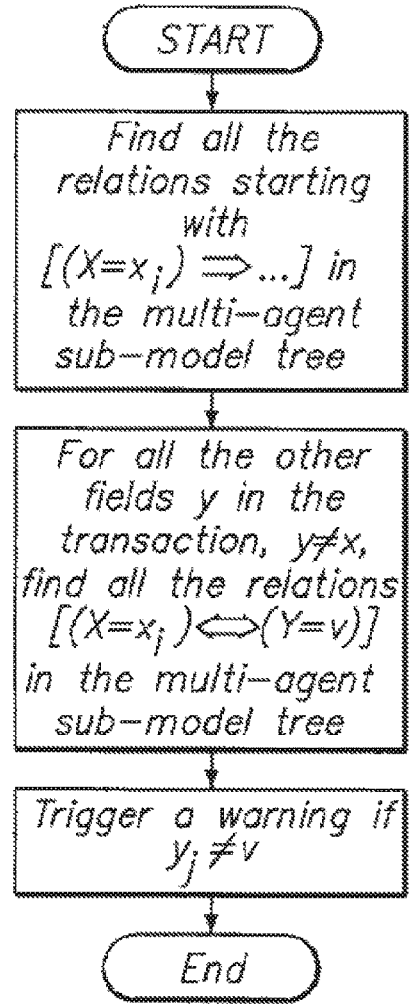 START
Find all the
relations starting
with
[(X=x_i) ⇒...] in
the multi-agent
sub-model tree
For all the other
fields y in the
transaction, y≠x,
find all the relations
[(X=x_i)⇔(Y=v)]
in the multi-agent
sub-model tree
Trigger a warning if
y_j≠v
End